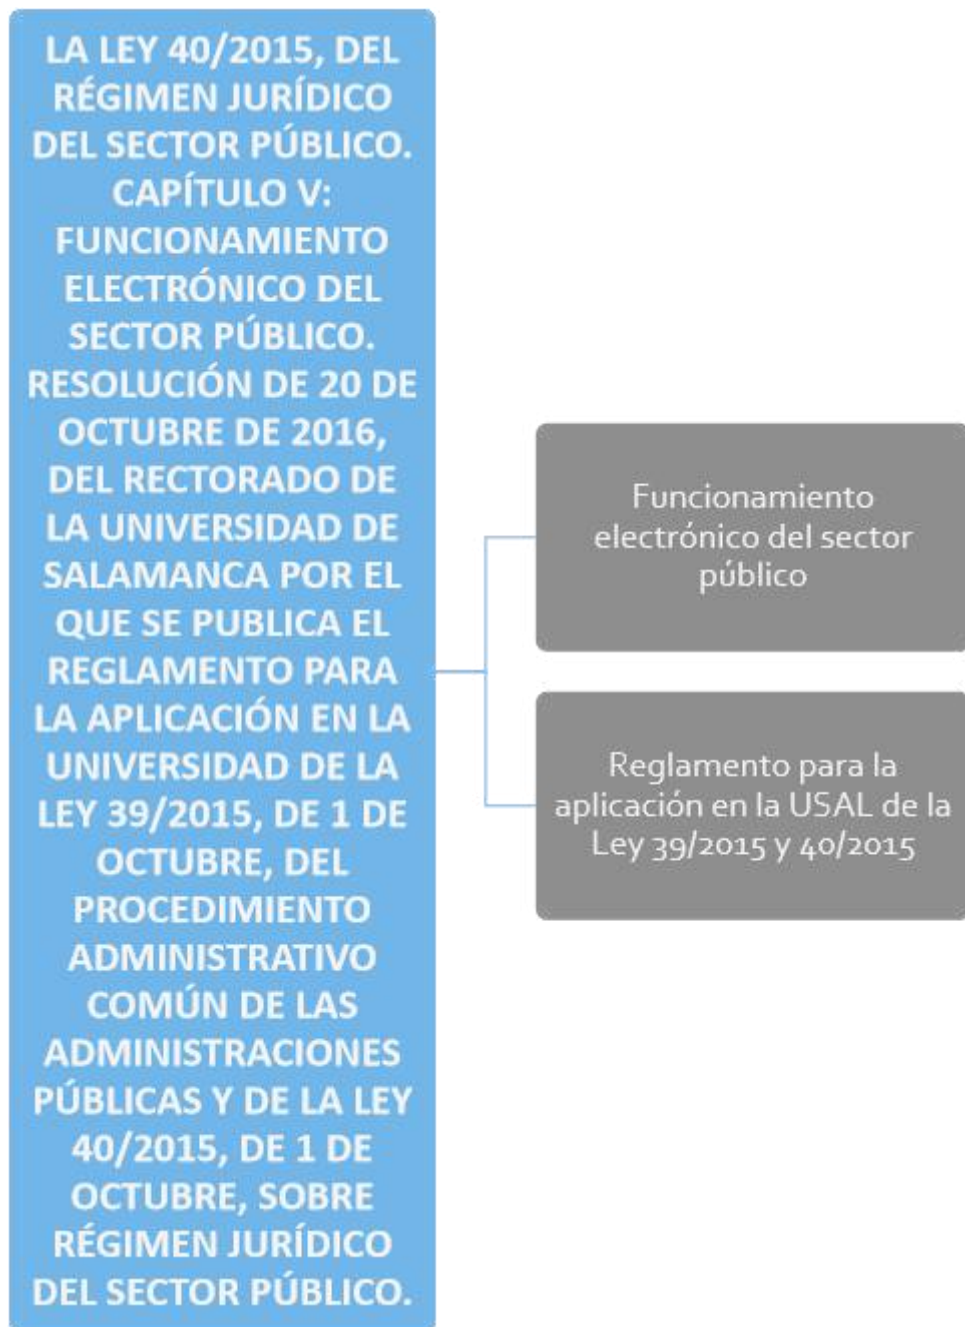 LA LEY 40/2015, DEL
RÉGIMEN JURÍDICO
DEL SECTOR PÚBLICO.
CAPÍTULO V:
FUNCIONAMIENTO
ELECTRÓNICO DEL
SECTOR PÚBLICO.
RESOLUCIÓN DE 20 DE
OCTUBRE DE 2016,
DEL RECTORADO DE
LA UNIVERSIDAD DE
SALAMANCA POR EL
QUE SE PUBLICA EL
REGLAMENTO PARA
LA APLICACIÓN EN LA
UNIVERSIDAD DE LA
LEY 39/2015, DE 1 DE
OCTUBRE, DEL
PROCEDIMIENTO
ADMINISTRATIVO
COMÚN DE LAS
ADMINISTRACIONES
PÚBLICAS Y DE LA LEY
40/2015, DE 1 DE
OCTUBRE, SOBRE
RÉGIMEN JURÍDICO
DEL SECTOR PÚBLICO.
Funcionamiento
electrónico del sector
público
Reglamento para la
aplicación en la USAL de la
Ley 39/2015 y 40/2015